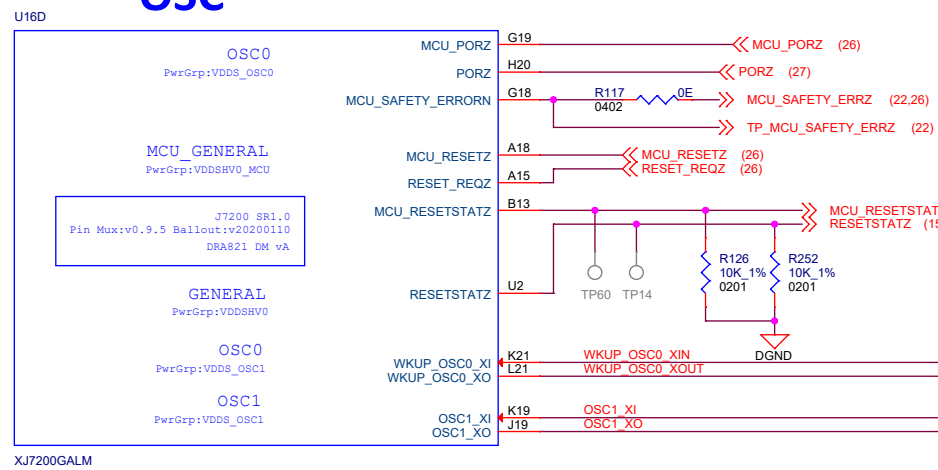 OSC
U16D
OSC0
PwrGrp:VDDS_OSC0
MCU_PORZ G19 MCU_PORZ (26)
PORZ H20 PORZ (27)
MCU_SAFETY_ERRORN G18 R117 0E MCU_SAFETY_ERRZ (22,26)
0402
TP_MCU_SAFETY_ERRZ (22)
MCU_GENERAL
PwrGrp:VDDSHV0_MCU
MCU_RESETZ A18 MCU_RESETZ (26)
RESET_REQZ A15 RESET_REQZ (26)
MCU_RESETSTATZ B13 MCU_RESETSTAT
RESETSTATZ (15
J7200 SR1.0
Pin Mux:v0.9.5 Ballout:v20200110
DRA821 DM vA
R126 R252
10K_1% 10K_1%
0201 0201
TP60 TP14
GENERAL
PwrGrp:VDDSHV0
RESETSTATZ U2
DGND
OSC0
PwrGrp:VDDS_OSC1
WKUP_OSC0_XI K21 WKUP_OSC0_XIN
WKUP_OSC0_XO L21 WKUP_OSC0_XOUT
OSC1
PwrGrp:VDDS_OSC1
OSC1_XI K19 OSC1_XI
OSC1_XO J19 OSC1_XO
XJ7200GALM